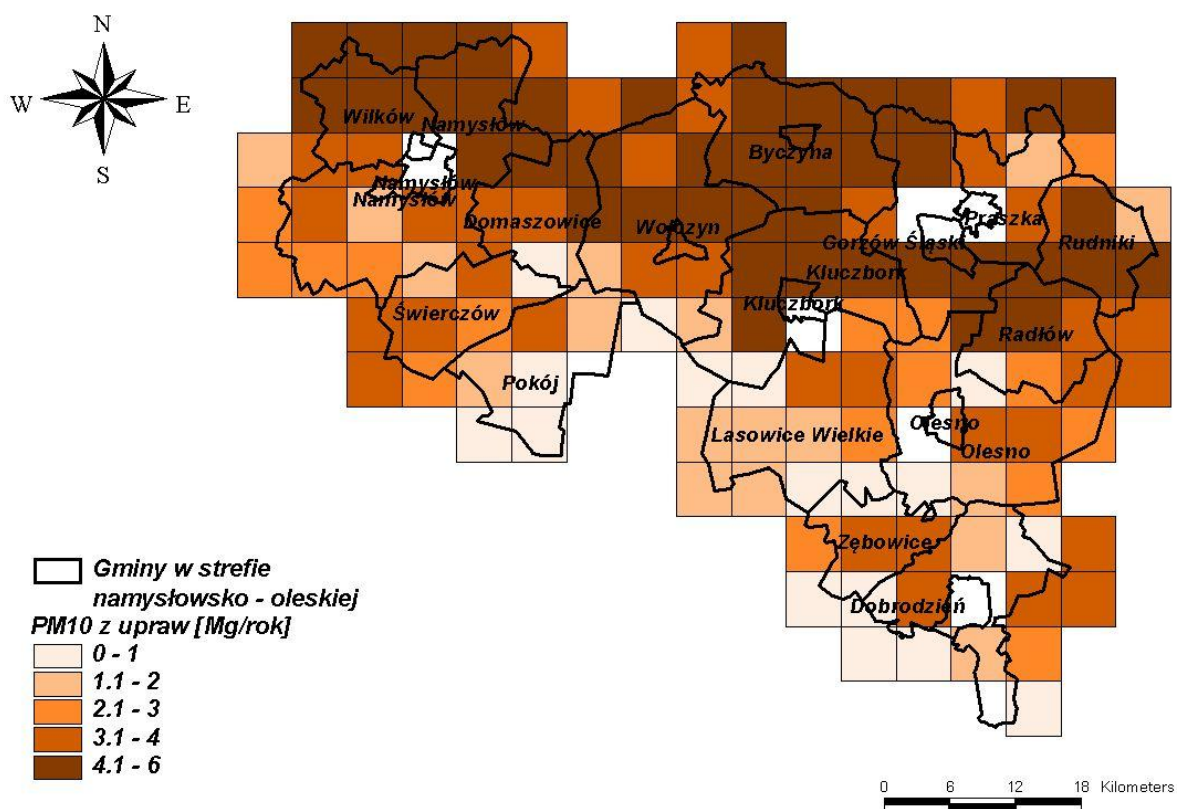 N
W E
S
Wilków
Namysłów
Byczyna
Namysłów
Namysłów
Domaszowice
Wołczyn
Praszka
Gorzów Śląski
Rudniki
Kluczbork
Kluczbork
Świerczów
Radłów
Pokój
Lasowice Wielkie
Olesno
Olesno
Zębowice
Dobrodzień
Gminy w strefie
namysłowsko - oleskiej
PM10 z upraw [Mg/rok]
0 - 1
1.1 - 2
2.1 - 3
3.1 - 4
4.1 - 6
0 6 12 18 Kilometers